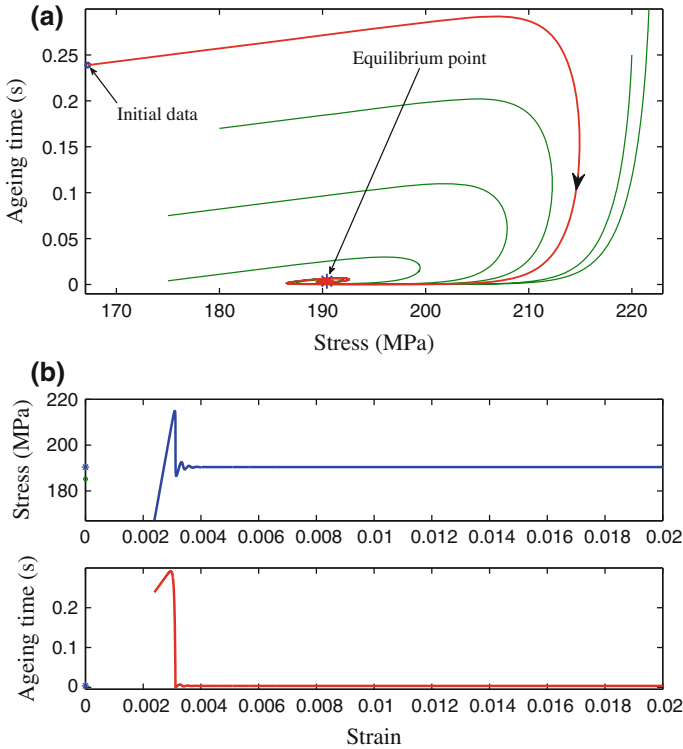 (a)
Ageing time (s)
0.25
0.2
0.15
0.1
0.05
0
Initial data
Equilibrium point
170 180 190 200 210 220
Stress (MPa)
(b)
Stress (MPa)
220
200
180
0 0.002 0.004 0.006 0.008 0.01 0.012 0.014 0.016 0.018 0.02
Ageing time (s)
0.2
0.1
0
0 0.002 0.004 0.006 0.008 0.01 0.012 0.014 0.016 0.018 0.02
Strain